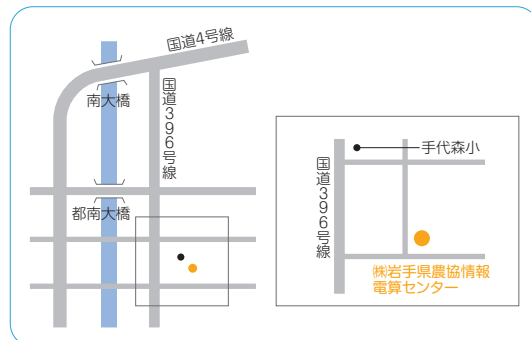 国道4号線
南大橋
国道396号線
都南大橋
手代森小
国道396号線
㈱岩手県農協情報
電算センター